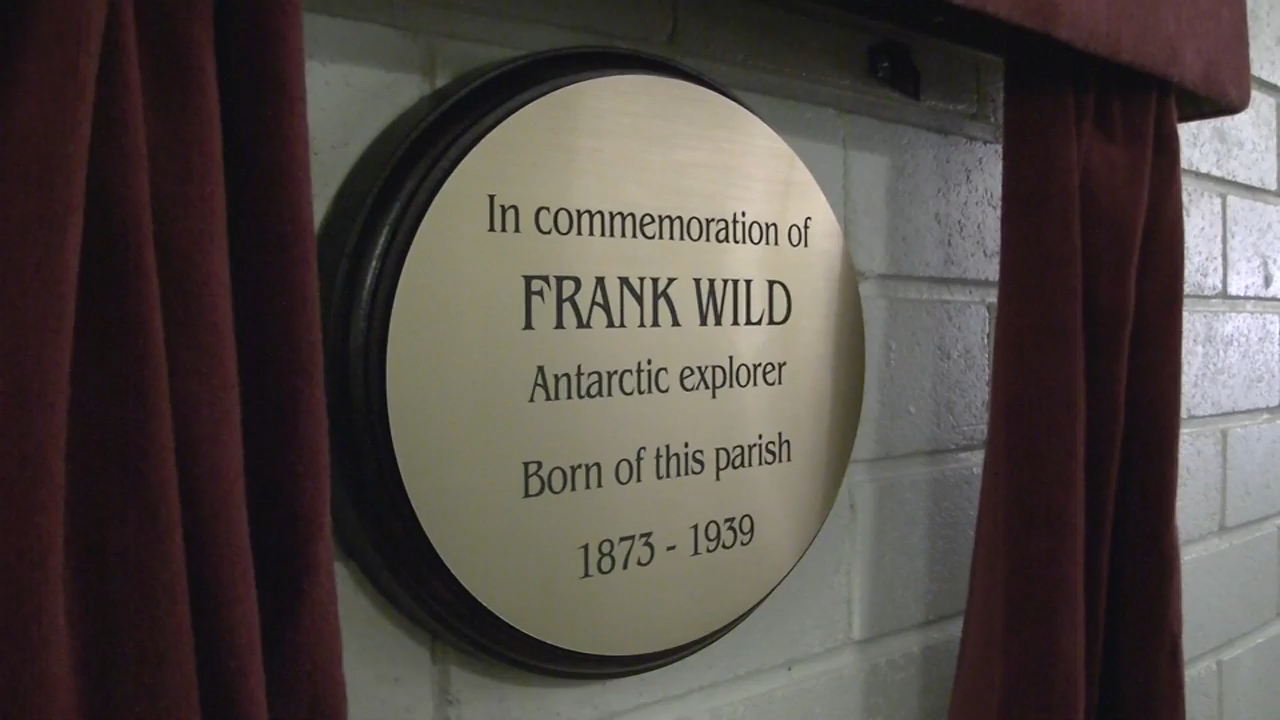 In commemoration of
FRANK WILD
Antarctic explorer
Born of this parish
1873 - 1939